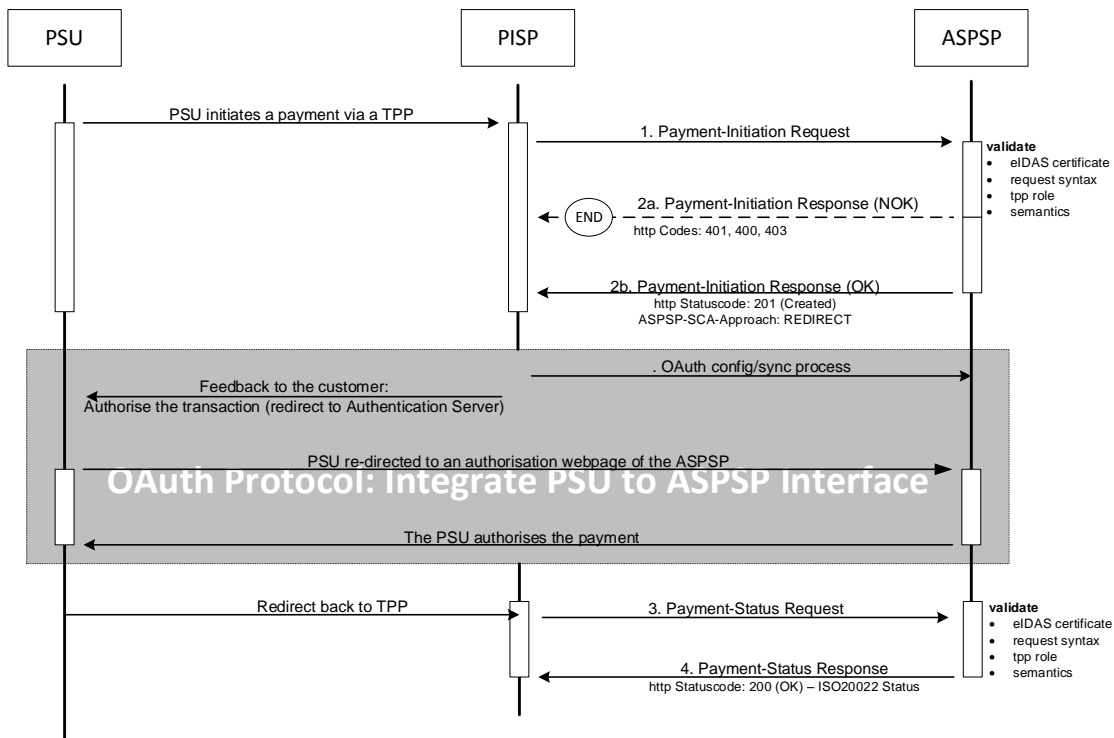 PSU
PISP
ASPSP
PSU initiates a payment via a TPP
1. Payment-Initiation Request
validate
• eIDAS certificate
• request syntax
• tpp role
• semantics
2a. Payment-Initiation Response (NOK)
END
http Codes: 401, 400, 403
2b. Payment-Initiation Response (OK)
http Statuscode: 201 (Created)
ASPSP-SCA-Approach: REDIRECT
. OAuth config/sync process
Feedback to the customer:
Authorise the transaction (redirect to Authentication Server)
PSU re-directed to an authorisation webpage of the ASPSP
OAuth Protocol: Integrate PSU to ASPSP Interface
The PSU authorises the payment
Redirect back to TPP
3. Payment-Status Request
validate
• eIDAS certificate
• request syntax
• tpp role
• semantics
4. Payment-Status Response
http Statuscode: 200 (OK) – ISO20022 Status